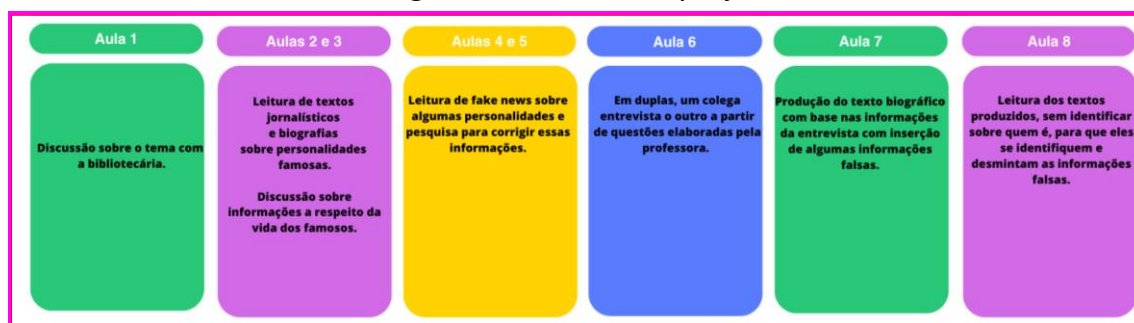 Aula 1
Discussão sobre o tema com
a bibliotecária.
Aulas 2 e 3
Leitura de textos
jornalísticos
e biografias
sobre personalidades
famosas.
Discussão sobre
informações a respeito da
vida dos famosos.
Aulas 4 e 5
Leitura de fake news sobre
algumas personalidades e
pesquisa para corrigir essas
informações.
Aula 6
Em duplas, um colega
entrevista o outro a partir
de questões elaboradas pela
professora.
Aula 7
Produção do texto biográfico
com base nas informações
da entrevista com inserção
de algumas informações
falsas.
Aula 8
Leitura dos textos
produzidos, sem identificar
sobre quem é, para que eles
se identifiquem e
desmintam as informações
falsas.